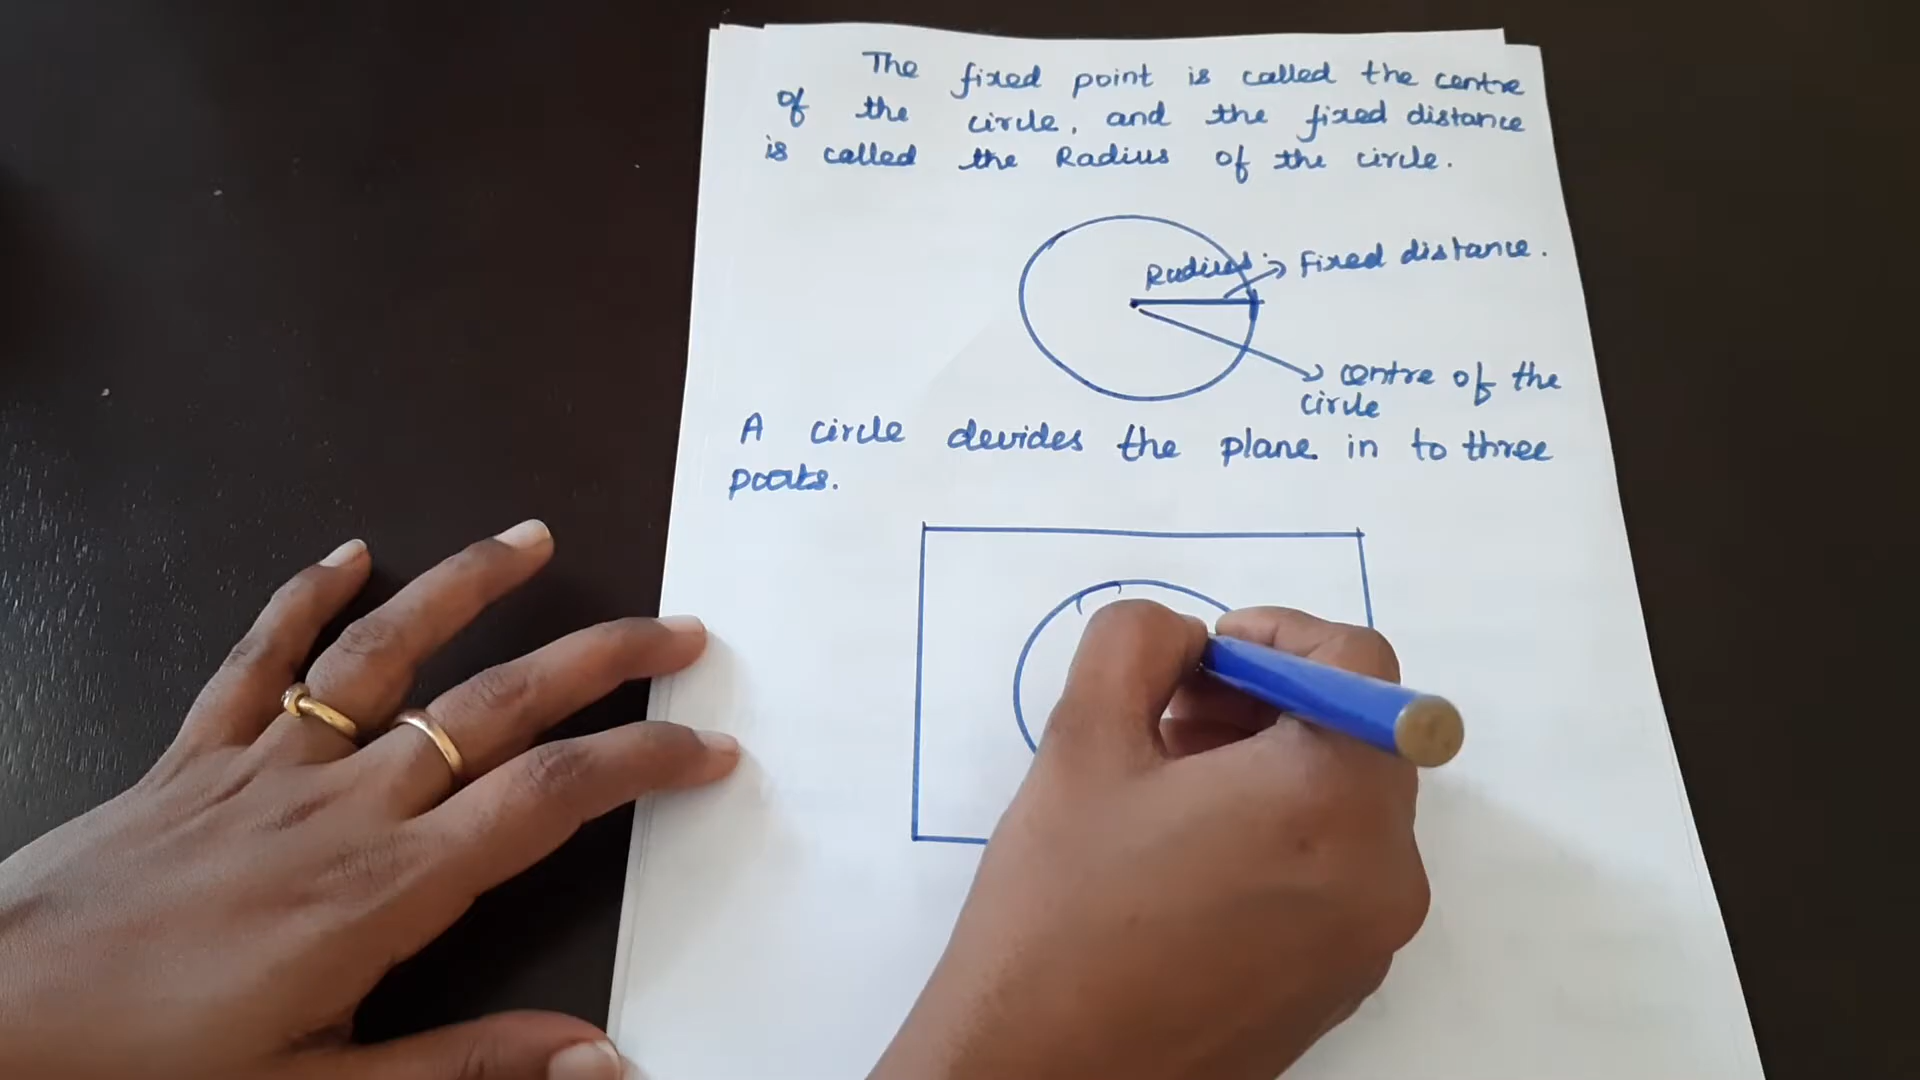 The fixed point is called the centre
of the circle, and the fixed distance
is called the Radius of the circle.
Radius. Fixed distance.
centre of the
circle
A circle devides the plane in to three
parts.